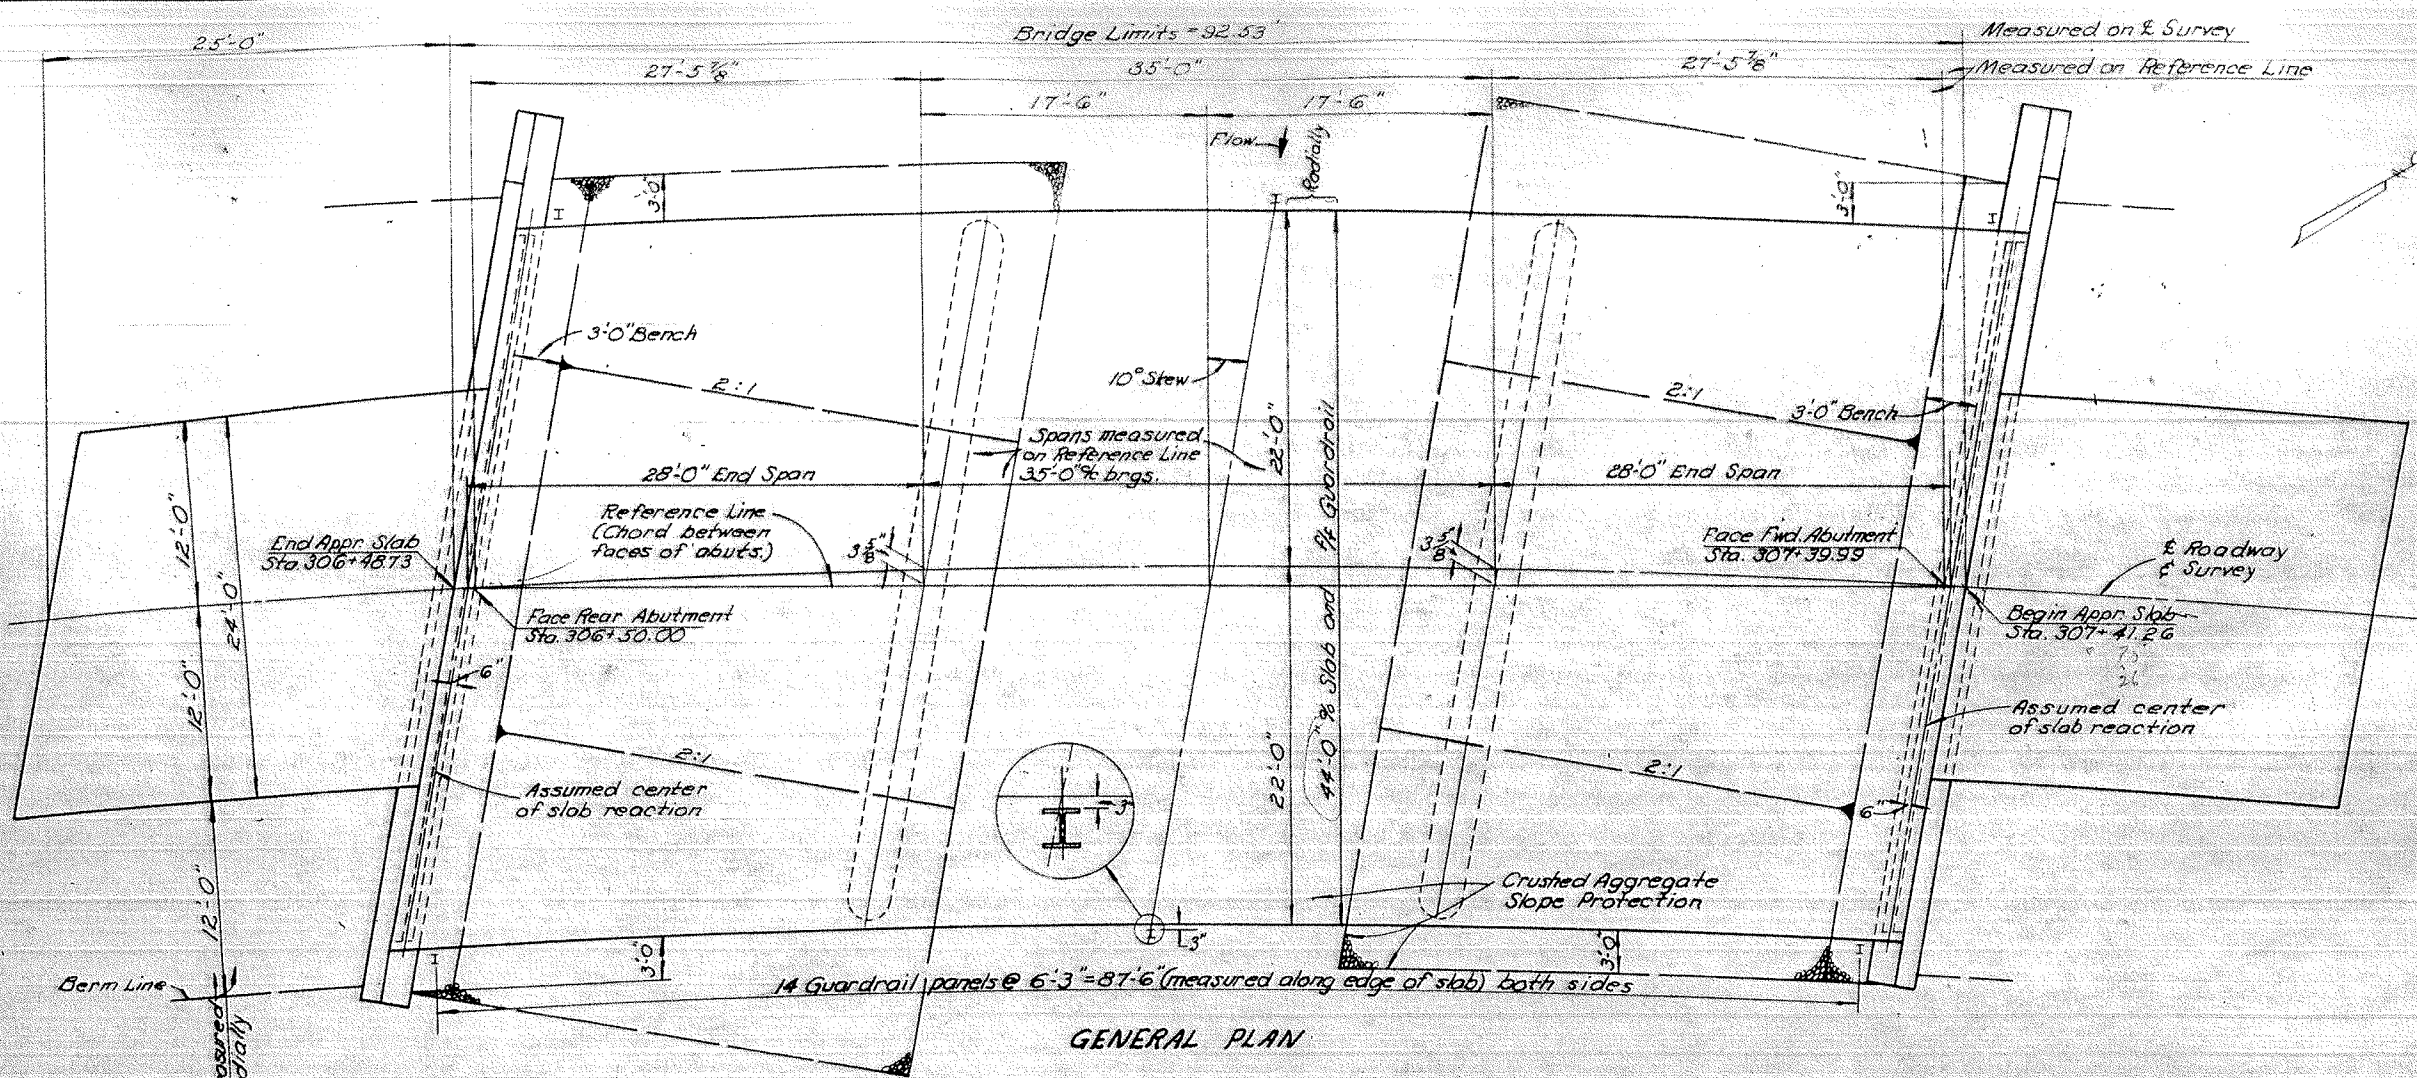 25'-0"
Bridge Limits = 92.53'
Measured on ℄ Survey
27'-5 7/8"
35'-0"
27'-5 7/8"
Measured on Reference Line
17'-6"
17'-6"
Flow
Radially
3'-0"
3'-0"
I
I
I
3'-0" Bench
2:1
10° Skew
2:1
3'-0" Bench
22'-0"
f/f Guardrail
Spans measured
on Reference Line
35'-0" c/c brgs.
28'-0" End Span
28'-0" End Span
12'-0"
24'-0"
Reference Line
(Chord between
faces of abuts.)
End Appr. Slab
Sta. 306+48.73
3 5/8"
3 5/8"
Face Fwd. Abutment
Sta. 307+39.99
℄ Roadway
℄ Survey
Face Rear Abutment
Sta. 306+50.00
Begin Appr. Slab
Sta. 307+41.26
26
12'-0"
6"
Assumed center
of slab reaction
2:1
22'-0"
44'-0" o/o Slab and
2:1
Assumed center
of slab reaction
3"
6"
12'-0"
Crushed Aggregate
Slope Protection
3"
3'-0"
3'-0"
I
I
Berm Line
14 Guardrail panels @ 6'-3" = 87'-6" (measured along edge of slab) both sides
GENERAL PLAN